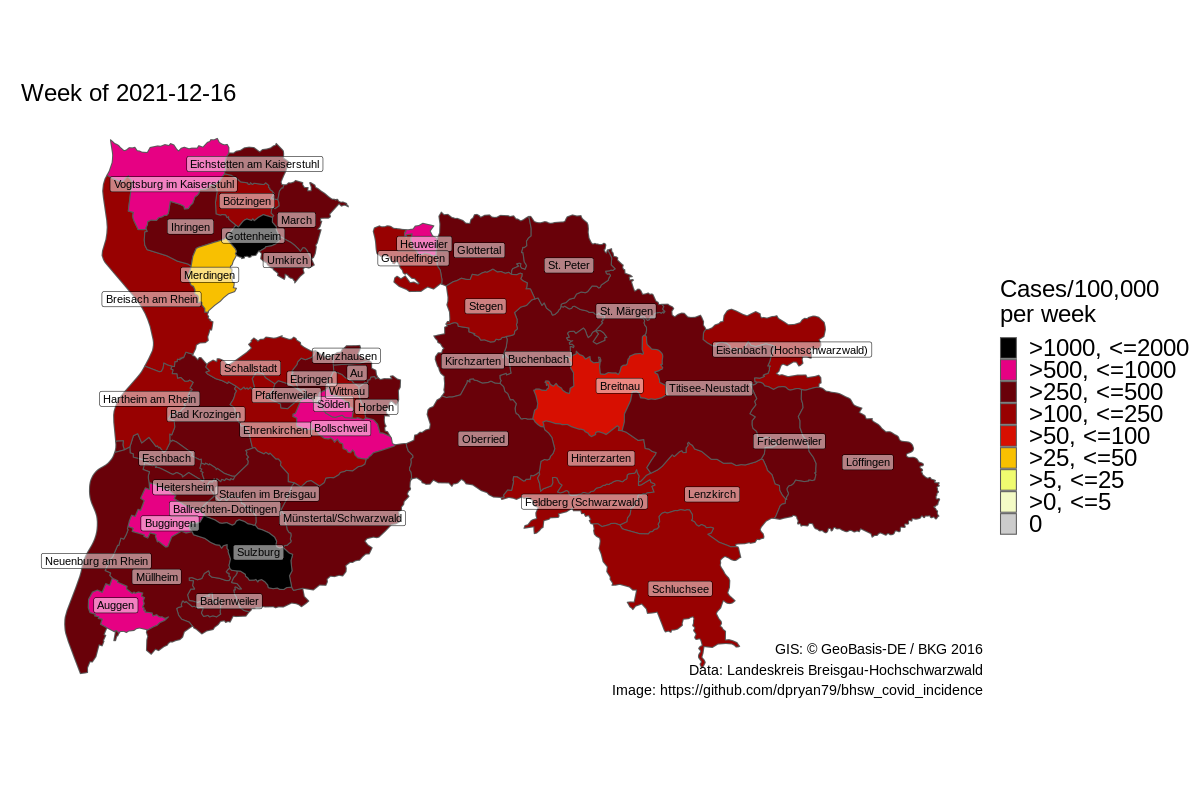 Week of 2021-12-16
Eichstetten am Kaiserstuhl
Vogtsburg im Kaiserstuhl
Bötzingen
March
Ihringen
Gottenheim
Umkirch
Merdingen
Breisach am Rhein
Heuweiler
Gundelfingen
Glottertal
St. Peter
Stegen
St. Märgen
Eisenbach (Hochschwarzwald)
Merzhausen
Schallstadt
Au
Ebringen
Wittnau
Pfaffenweiler
Sölden
Horben
Hartheim am Rhein
Bad Krozingen
Ehrenkirchen
Bollschweil
Kirchzarten
Buchenbach
Breitnau
Titisee-Neustadt
Oberried
Friedenweiler
Löffingen
Hinterzarten
Eschbach
Heitersheim
Staufen im Breisgau
Ballrechten-Dottingen
Buggingen
Münstertal/Schwarzwald
Feldberg (Schwarzwald)
Lenzkirch
Sulzburg
Neuenburg am Rhein
Müllheim
Badenweiler
Auggen
Schluchsee
Cases/100,000
per week
>1000, <=2000
>500, <=1000
>250, <=500
>100, <=250
>50, <=100
>25, <=50
>5, <=25
>0, <=5
0
GIS: © GeoBasis-DE / BKG 2016
Data: Landeskreis Breisgau-Hochschwarzwald
Image: https://github.com/dpryan79/bhsw_covid_incidence